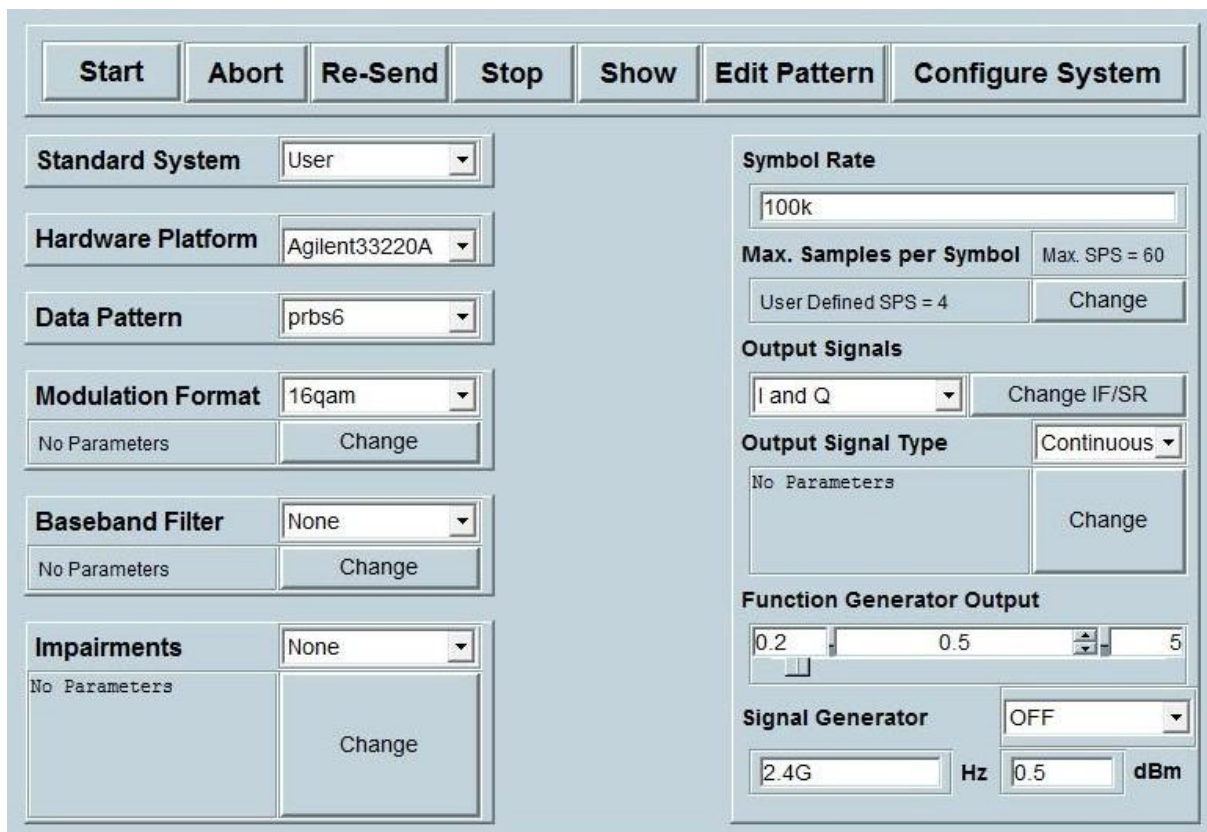 Start Abort Re-Send Stop Show Edit Pattern Configure System
Standard System User
Hardware Platform Agilent33220A
Data Pattern prbs6
Modulation Format 16qam
No Parameters Change
Baseband Filter None
No Parameters Change
Impairments None
No Parameters
Change
Symbol Rate
100k
Max. Samples per Symbol Max. SPS = 60
User Defined SPS = 4 Change
Output Signals
I and Q Change IF/SR
Output Signal Type Continuous
No Parameters
Change
Function Generator Output
0.2 - 0.5 - 5
Signal Generator OFF
2.4G Hz 0.5 dBm